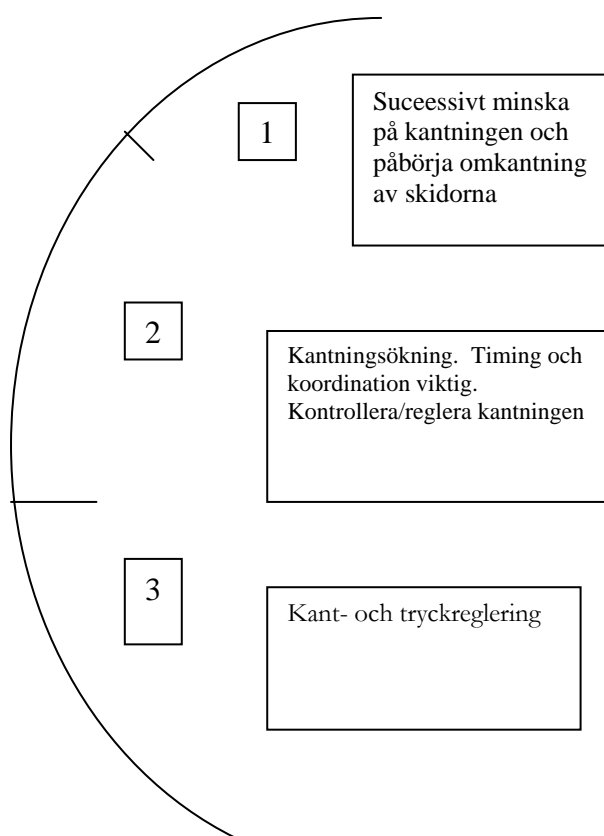 1
Suceessivt minska
på kantningen och
påbörja omkantning
av skidorna
2
Kantningsökning. Timing och
koordination viktig.
Kontrollera/reglera kantningen
3
Kant- och tryckreglering